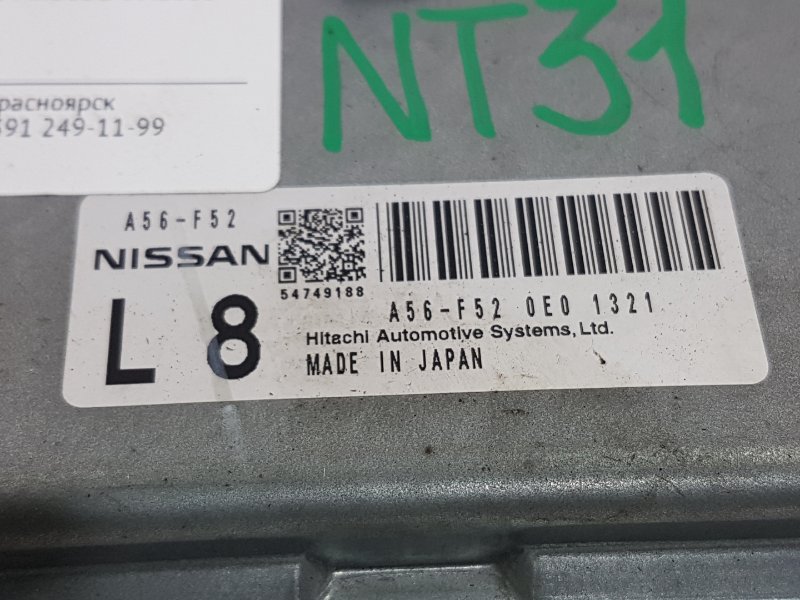 NT31
расноярск
391 249-11-99
A56-F52
NISSAN
L 8
54749188
A56-F52 0E0 1321
Hitachi Automotive Systems, Ltd.
MADE IN JAPAN